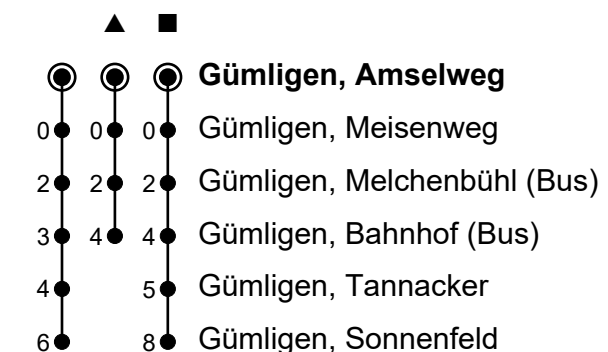 ▲ ■
Gümligen, Amselweg
0 0 0 Gümligen, Meisenweg
2 2 2 Gümligen, Melchenbühl (Bus)
3 4 4 Gümligen, Bahnhof (Bus)
4 5 Gümligen, Tannacker
6 8 Gümligen, Sonnenfeld